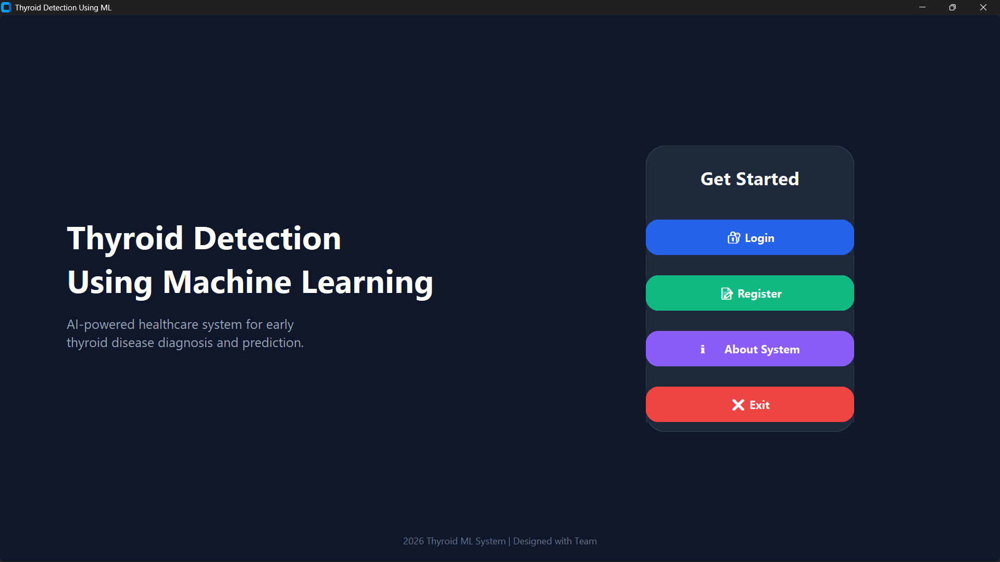 Thyroid Detection Using ML
Thyroid Detection
Using Machine Learning
AI-powered healthcare system for early
thyroid disease diagnosis and prediction.
Get Started
🔐 Login
📝 Register
ℹ About System
❌ Exit
2026 Thyroid ML System | Designed with Team